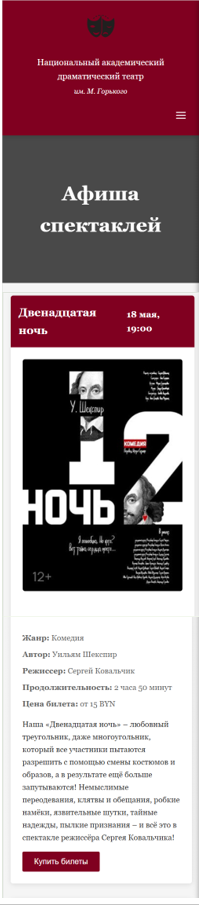 Национальный академический
драматический театр
им. М. Горького
Афиша
спектаклей
Двенадцатая
ночь
18 мая,
19:00
У. Шекспир
КОМЕДИЯ
12
НОЧЬ
12+
Жанр: Комедия
Автор: Уильям Шекспир
Режиссер: Сергей Ковальчик
Продолжительность: 2 часа 50 минут
Цена билета: от 15 BYN
Наша «Двенадцатая ночь» – любовный
треугольник, даже многоугольник,
который все участники пытаются
разрешить с помощью смены костюмов и
образов, а в результате ещё больше
запутываются! Немыслимые
переодевания, клятвы и обещания, робкие
намёки, язвительные шутки, тайные
надежды, пылкие признания – и всё это в
спектакле режиссёра Сергея Ковальчика!
Купить билеты